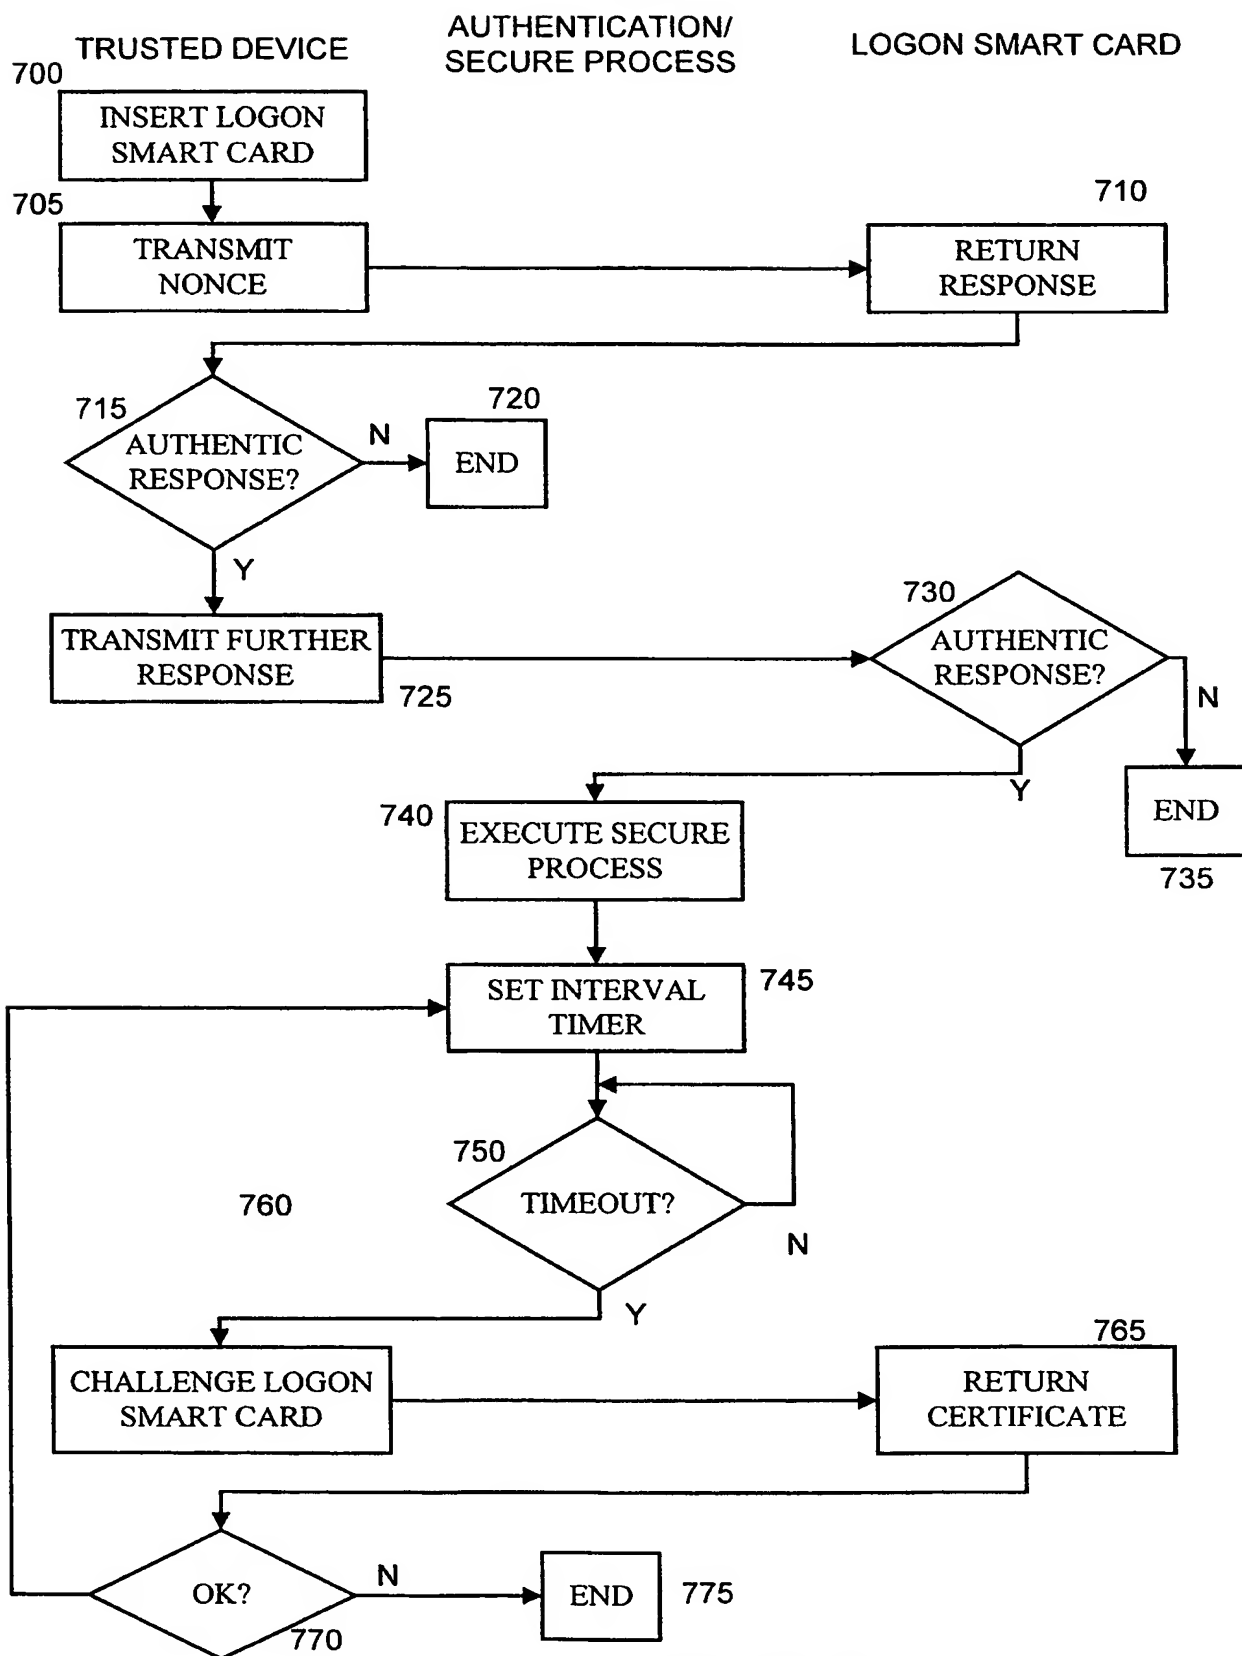 TRUSTED DEVICE
AUTHENTICATION/
SECURE PROCESS
LOGON SMART CARD
700
INSERT LOGON
SMART CARD
705
TRANSMIT
NONCE
710
RETURN
RESPONSE
715
AUTHENTIC
RESPONSE?
N
720
END
Y
TRANSMIT FURTHER
RESPONSE
725
730
AUTHENTIC
RESPONSE?
N
Y
END
735
740
EXECUTE SECURE
PROCESS
SET INTERVAL
TIMER
745
750
TIMEOUT?
N
760
Y
CHALLENGE LOGON
SMART CARD
765
RETURN
CERTIFICATE
OK?
770
N
END
775